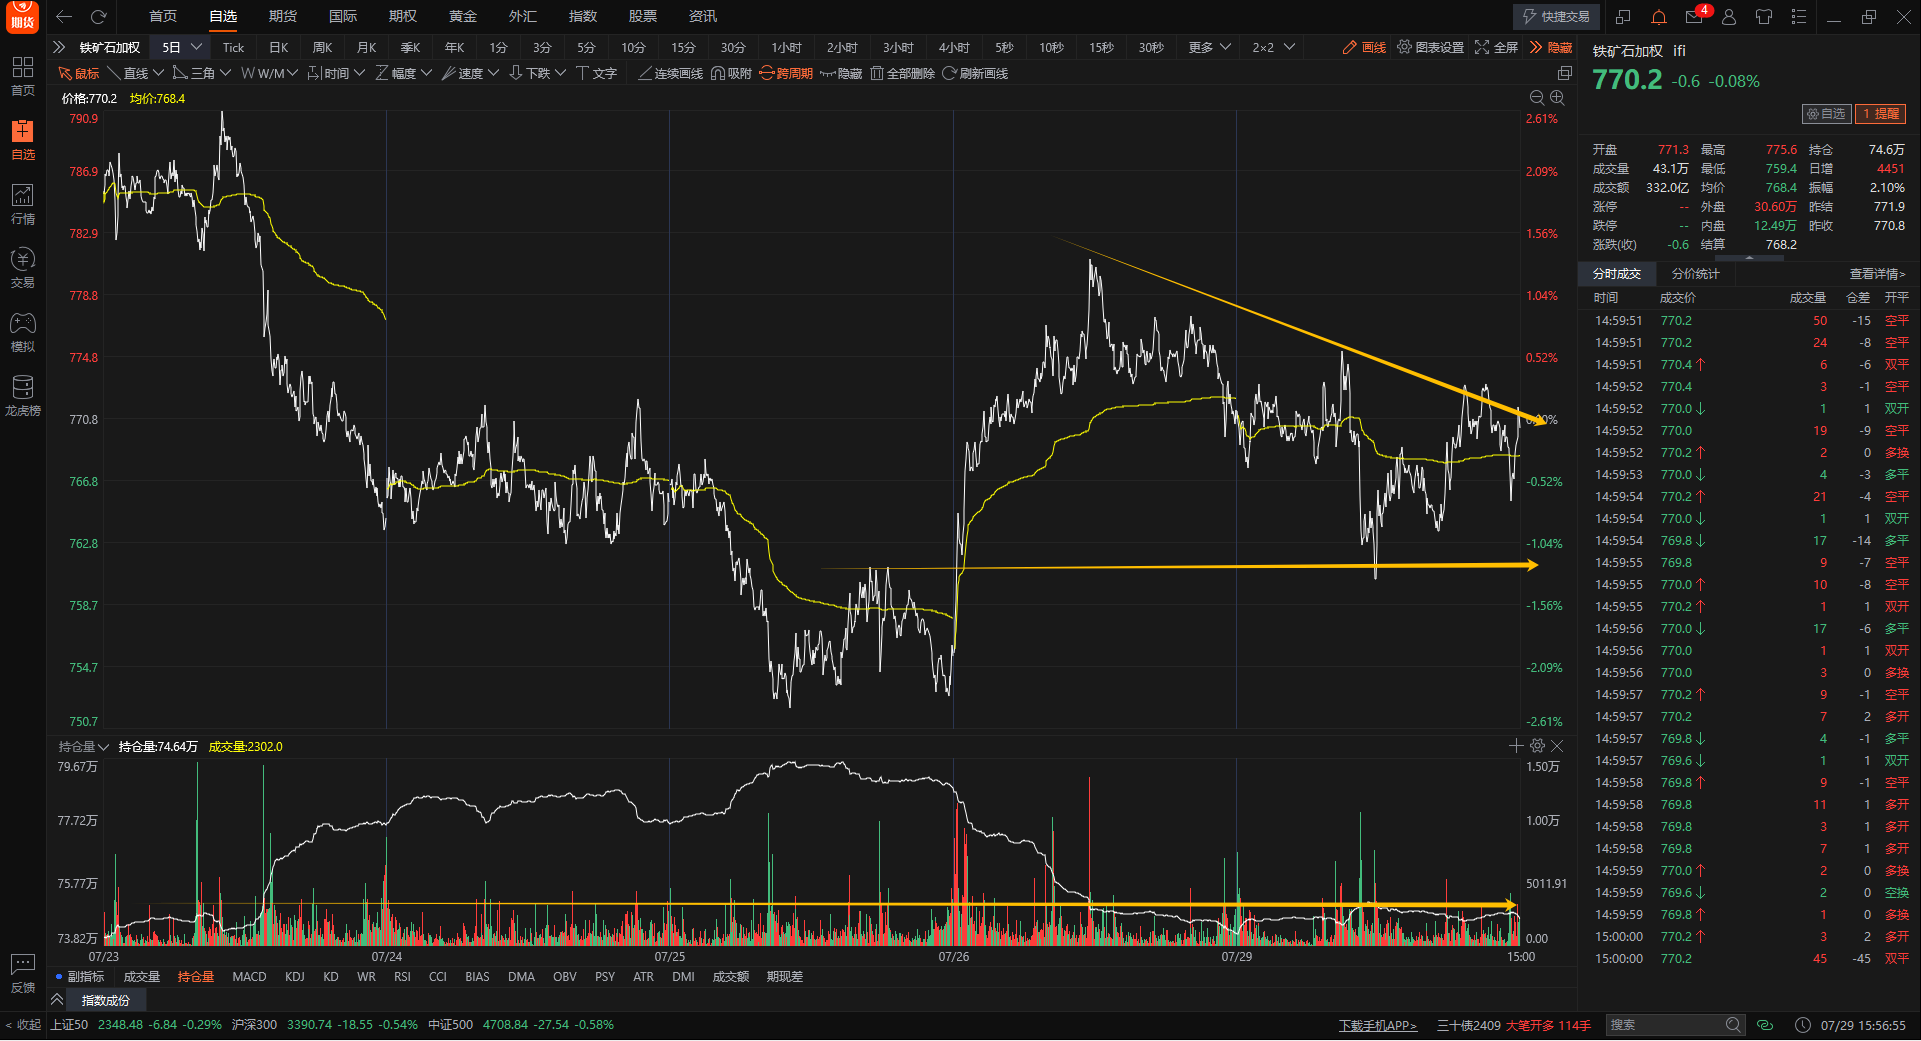 期货 首页 自选 期货 国际 期权 黄金 外汇 指数 股票 资讯 快捷交易 4
铁矿石加权 5日 Tick 日K 周K 月K 季K 年K 1分 3分 5分 10分 15分 30分 1小时 2小时 3小时 4小时 5秒 10秒 15秒 30秒 更多 2×2 画线 图表设置 全屏 隐藏
鼠标 直线 三角 W/M 时间 幅度 速度 下跌 文字 连续画线 吸附 跨周期 隐藏 全部删除 刷新画线
首页
自选
行情
交易
模拟
龙虎榜
反馈
< 收起
价格:770.2 均价:768.4
790.9 2.61%
786.9 2.09%
782.9 1.56%
778.8 1.04%
774.8 0.52%
770.8
766.8 -0.52%
762.8 -1.04%
758.7 -1.56%
754.7 -2.09%
750.7 -2.61%
持仓量 持仓量:74.64万 成交量:2302.0
79.67万 1.50万
77.72万 1.00万
75.77万 5011.91
73.82万 0.00
07/23 07/24 07/25 07/26 07/29 15:00
副指标 成交量 持仓量 MACD KDJ KD WR RSI CCI BIAS DMA OBV PSY ATR DMI 成交额 期现差
指数成份
铁矿石加权 ifi
770.2 -0.6 -0.08%
自选 1 提醒
开盘 771.3 最高 775.6 持仓 74.6万
成交量 43.1万 最低 759.4 日增 4451
成交额 332.0亿 均价 768.4 振幅 2.10%
涨停 -- 外盘 30.60万 昨结 771.9
跌停 -- 内盘 12.49万 昨收 770.8
涨跌(收) -0.6 结算 768.2
分时成交 分价统计 查看详情>
时间 成交价 成交量 仓差 开平
14:59:51 770.2 50 -15 空平
14:59:51 770.2 24 -8 空平
14:59:51 770.4↑ 6 -6 双平
14:59:52 770.4 3 -1 空平
14:59:52 770.0↓ 1 1 双开
14:59:52 770.0 19 -9 空平
14:59:52 770.2↑ 2 0 多换
14:59:53 770.0↓ 4 -3 多平
14:59:54 770.2↑ 21 -4 空平
14:59:54 770.0↓ 1 1 双开
14:59:54 769.8↓ 17 -14 多平
14:59:55 769.8 9 -7 空平
14:59:55 770.0↑ 10 -8 空平
14:59:55 770.2↑ 1 1 双开
14:59:56 770.0↓ 17 -6 多平
14:59:56 770.0 1 1 双开
14:59:56 770.0 3 0 多换
14:59:57 770.2↑ 9 -1 空平
14:59:57 770.2 7 2 多开
14:59:57 769.8↓ 4 -1 多平
14:59:57 769.6↓ 1 1 双开
14:59:58 769.8↑ 9 -1 空平
14:59:58 769.8 11 1 多开
14:59:58 769.8 3 1 多开
14:59:58 769.8 7 1 多开
14:59:59 770.0↑ 2 0 多换
14:59:59 769.6↓ 2 0 空换
14:59:59 769.8↑ 1 0 多换
15:00:00 770.2↑ 3 2 多开
15:00:00 770.2 45 -45 双平
上证50 2348.48 -6.84 -0.29% 沪深300 3390.74 -18.55 -0.54% 中证500 4708.84 -27.54 -0.58% 下载手机APP> 三十债2409 大笔开多 114手 搜索 07/29 15:56:55